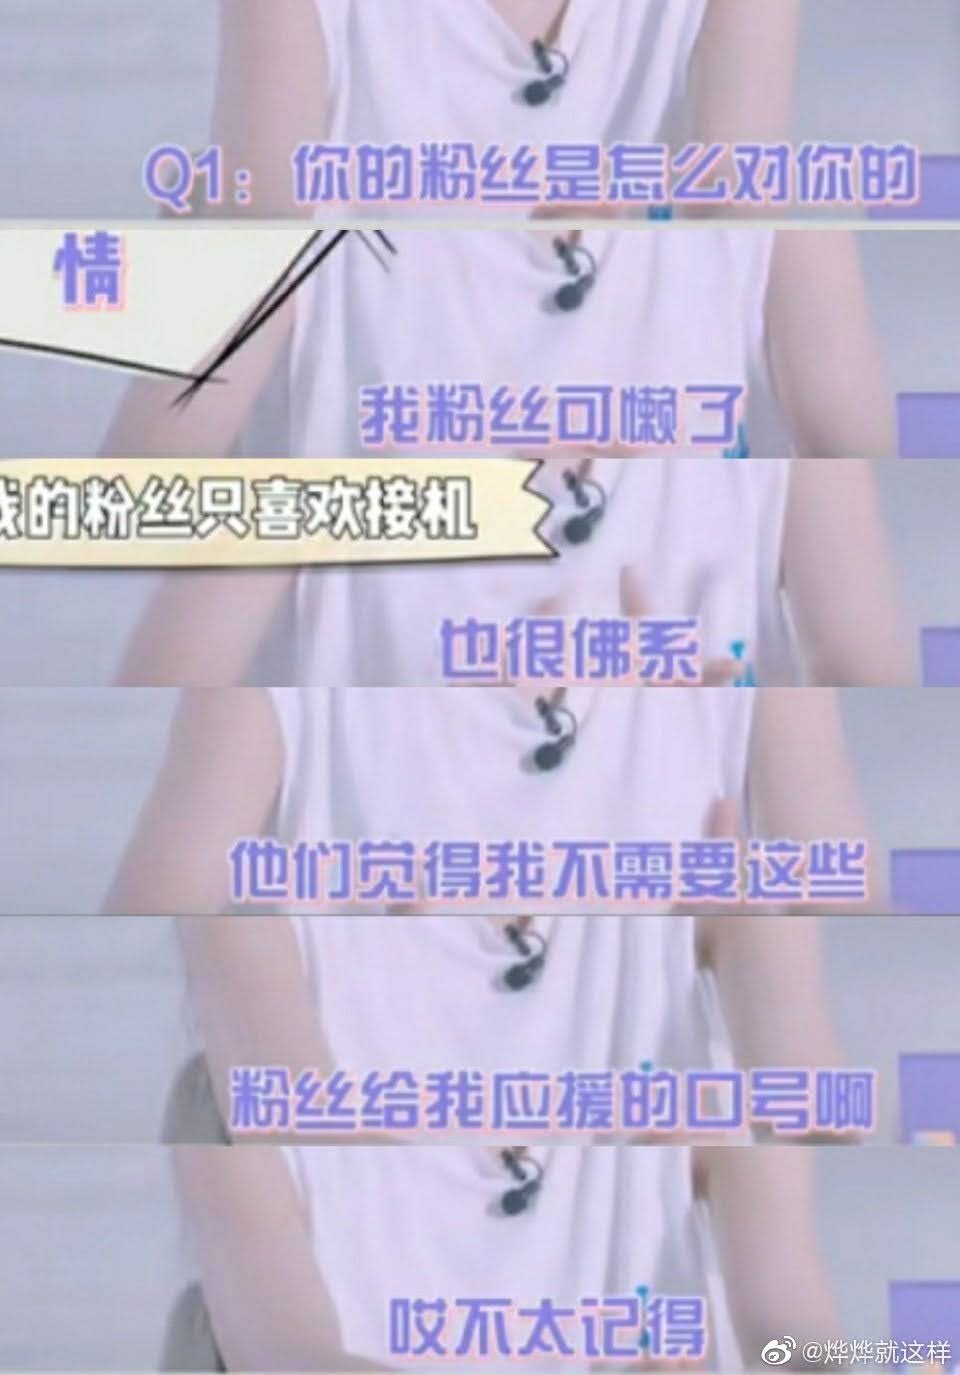 Q1：你的粉丝是怎么对你的
情
我粉丝可懒了
我的粉丝只喜欢接机
也很佛系
他们觉得我不需要这些
粉丝给我应援的口号啊
哎不太记得
@烨烨就这样